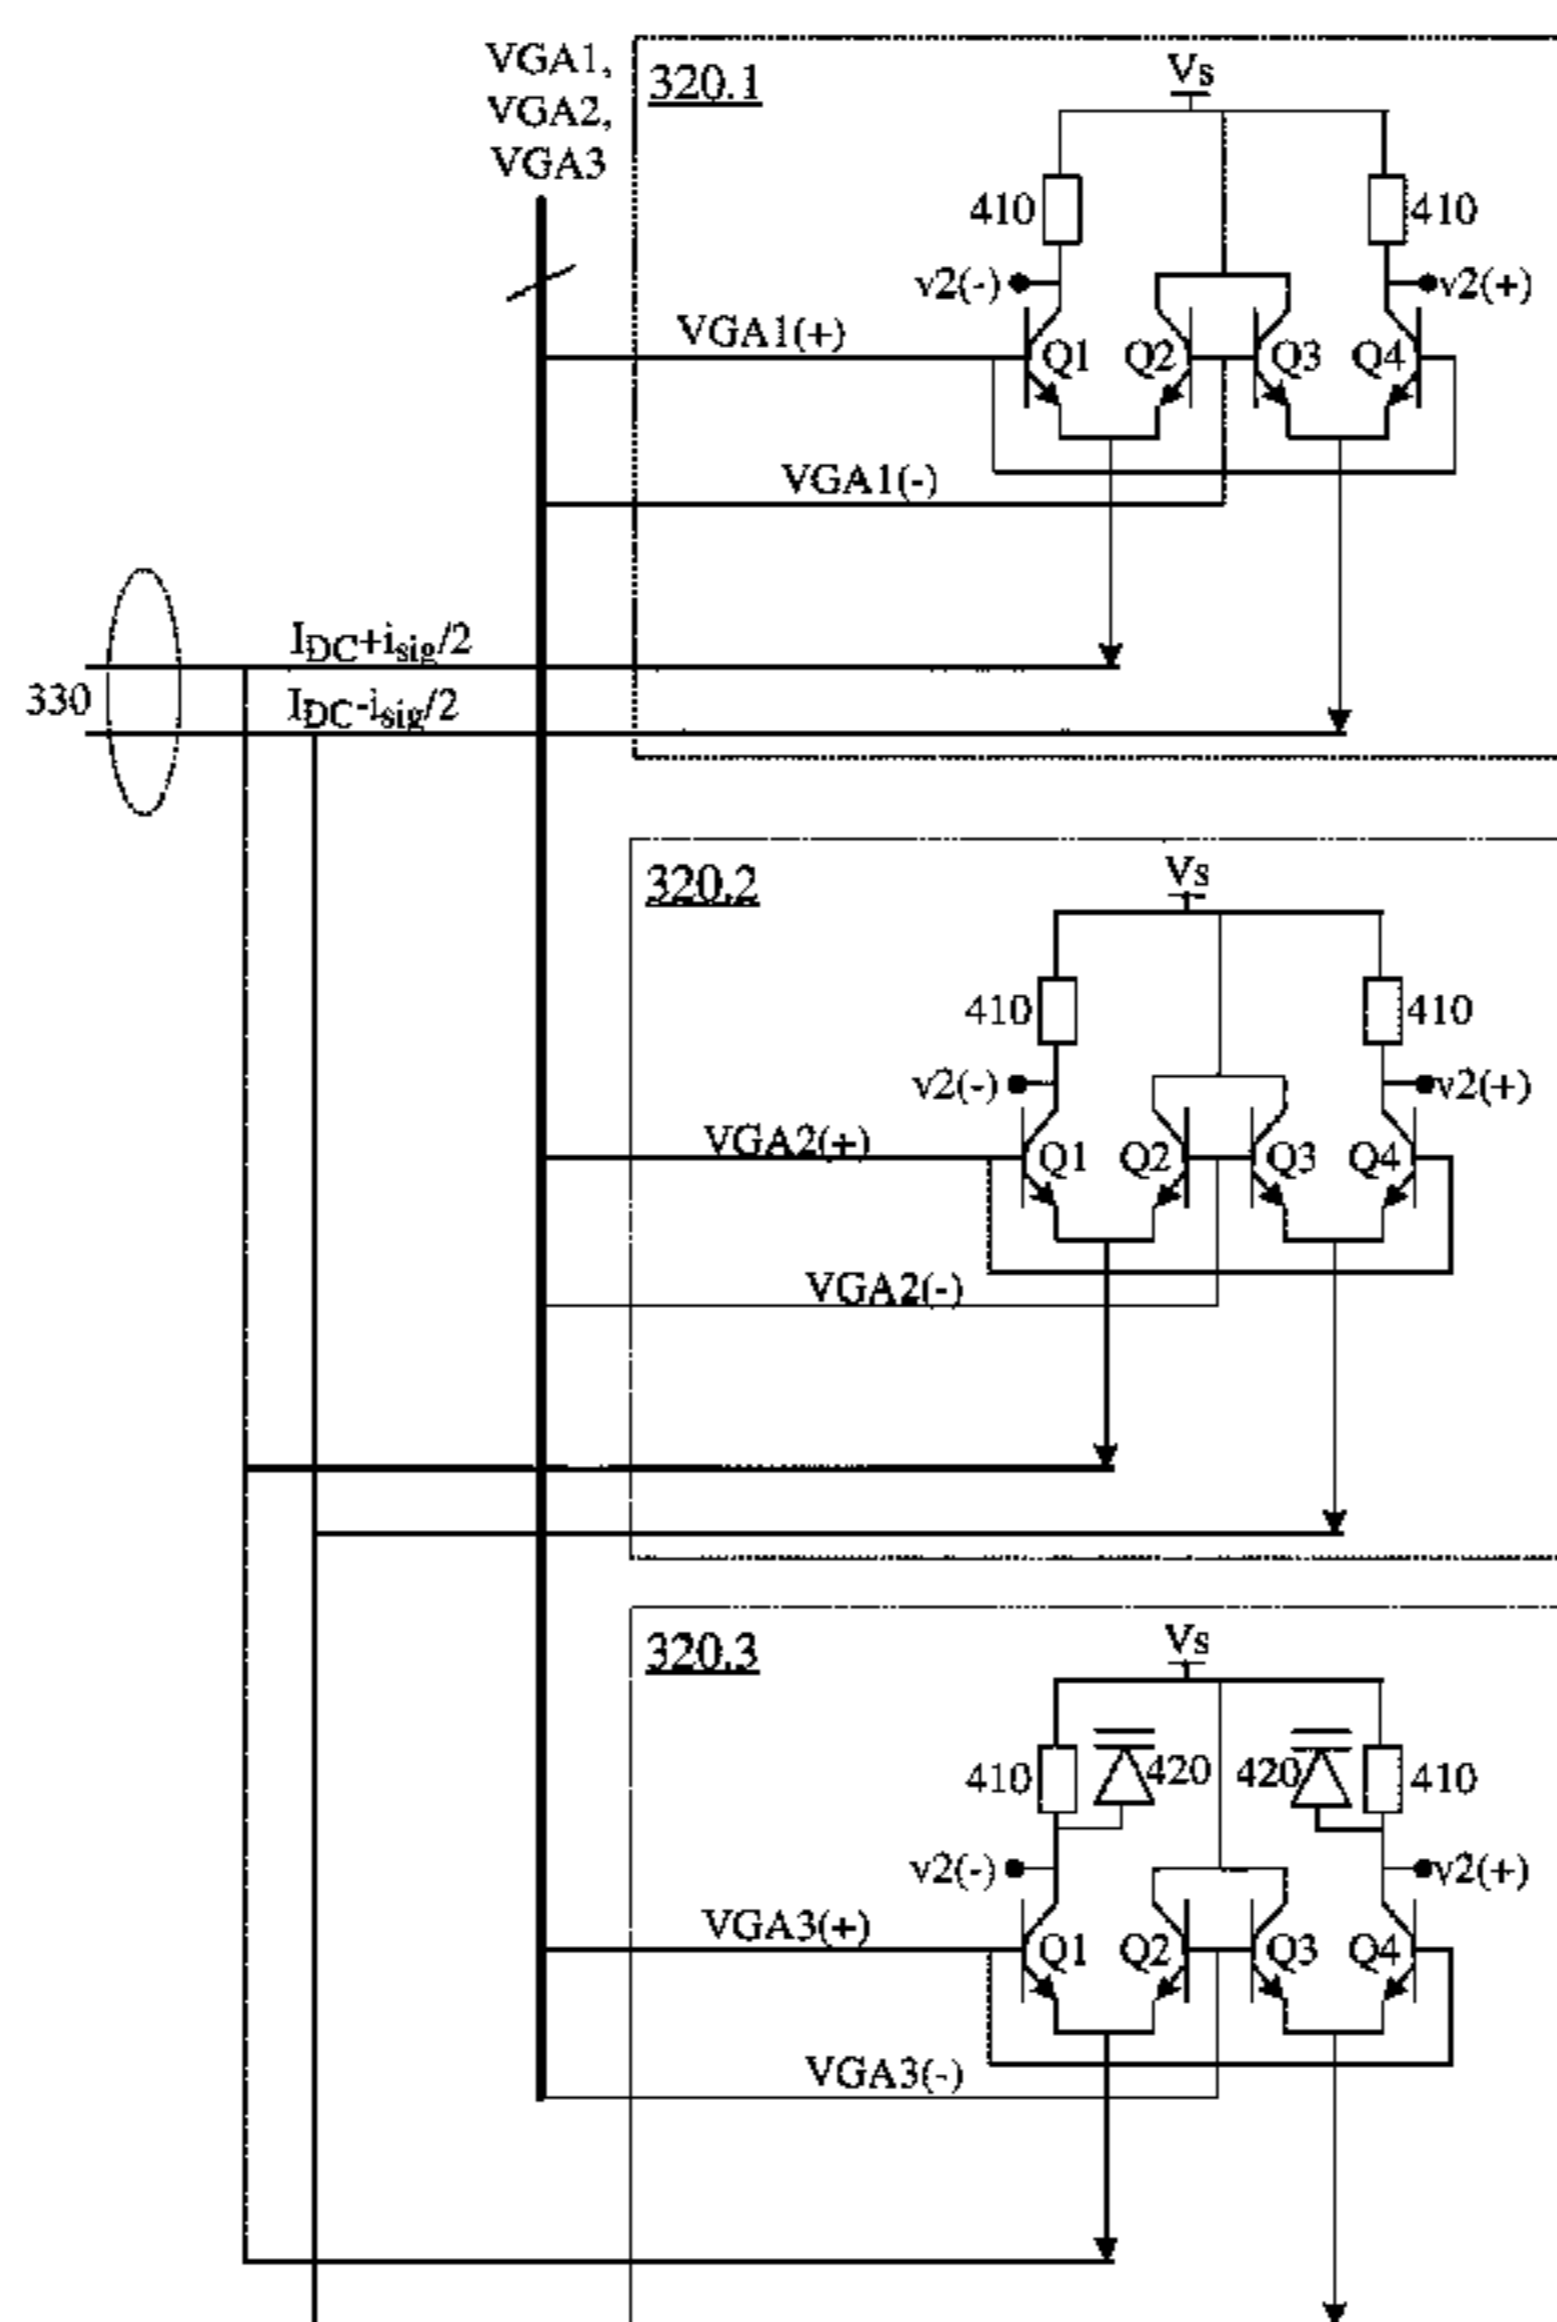 VGA1,
VGA2,
VGA3
320.1
Vs
410
410
v2(-)
v2(+)
VGA1(+)
Q1
Q2
Q3
Q4
VGA1(-)
330
IDC+isig/2
IDC-isig/2
320.2
Vs
410
410
v2(-)
v2(+)
VGA2(+)
Q1
Q2
Q3
Q4
VGA2(-)
320.3
Vs
410
420
420
410
v2(-)
v2(+)
VGA3(+)
Q1
Q2
Q3
Q4
VGA3(-)